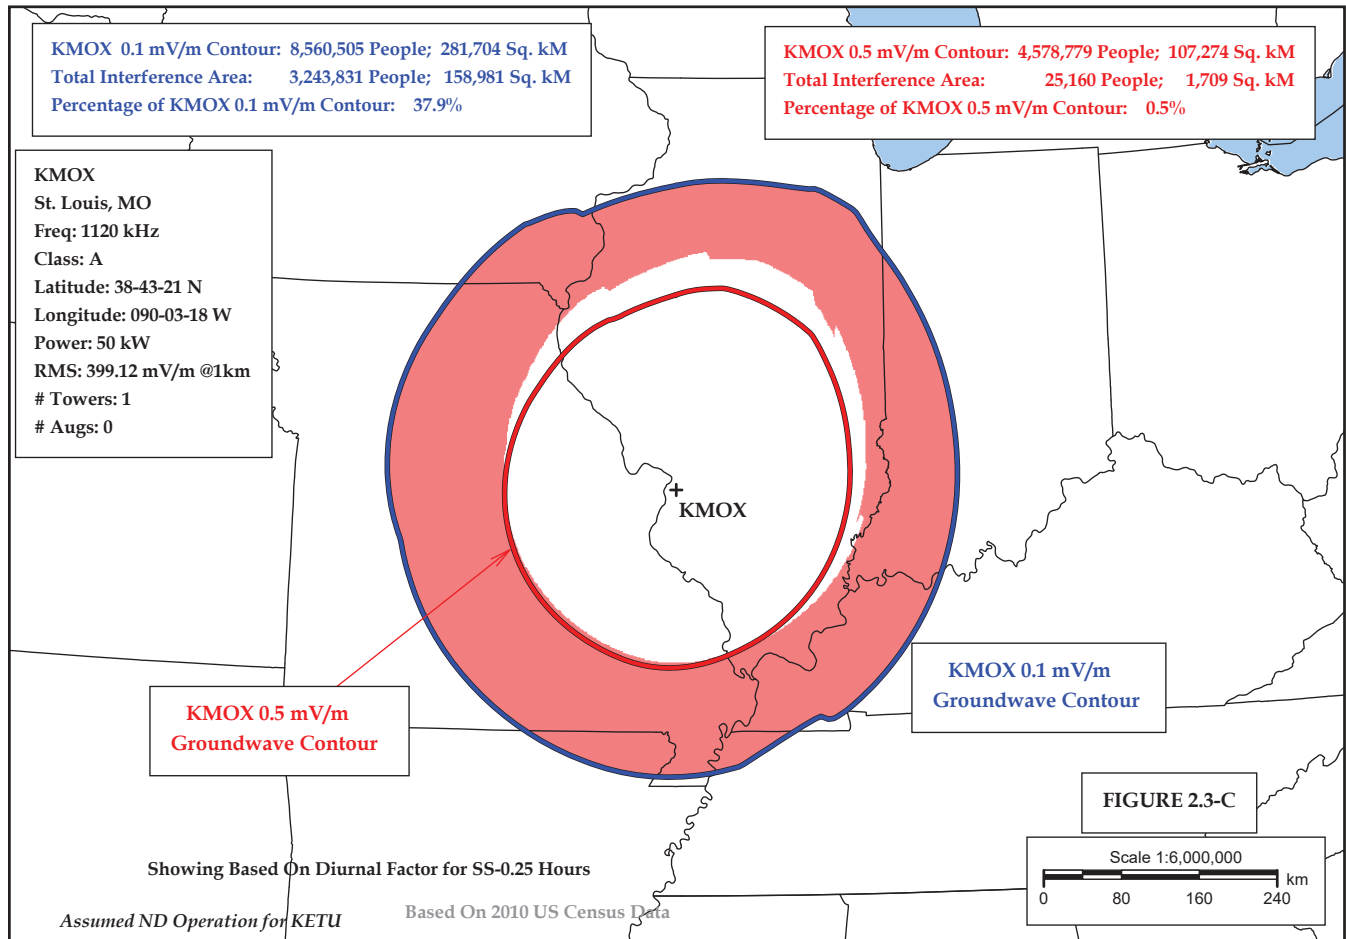 KMOX 0.1 mV/m Contour: 8,560,505 People; 281,704 Sq. kM
Total Interference Area: 3,243,831 People; 158,981 Sq. kM
Percentage of KMOX 0.1 mV/m Contour: 37.9%
KMOX 0.5 mV/m Contour: 4,578,779 People; 107,274 Sq. kM
Total Interference Area: 25,160 People; 1,709 Sq. kM
Percentage of KMOX 0.5 mV/m Contour: 0.5%
KMOX
St. Louis, MO
Freq: 1120 kHz
Class: A
Latitude: 38-43-21 N
Longitude: 090-03-18 W
Power: 50 kW
RMS: 399.12 mV/m @1km
# Towers: 1
# Augs: 0
KMOX
KMOX 0.5 mV/m
Groundwave Contour
KMOX 0.1 mV/m
Groundwave Contour
FIGURE 2.3-C
Scale 1:6,000,000
km
0 80 160 240
Showing Based On Diurnal Factor for SS-0.25 Hours
Assumed ND Operation for KETU
Based On 2010 US Census Data